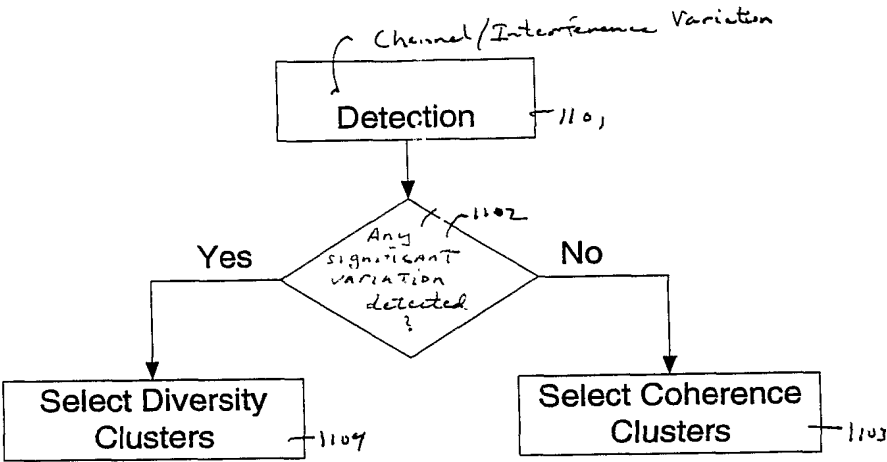 Channel/Interference Variation
Detection
1101
1102
Any
significant
variation
detected
?
Yes
No
Select Diversity
Clusters
1104
Select Coherence
Clusters
1103